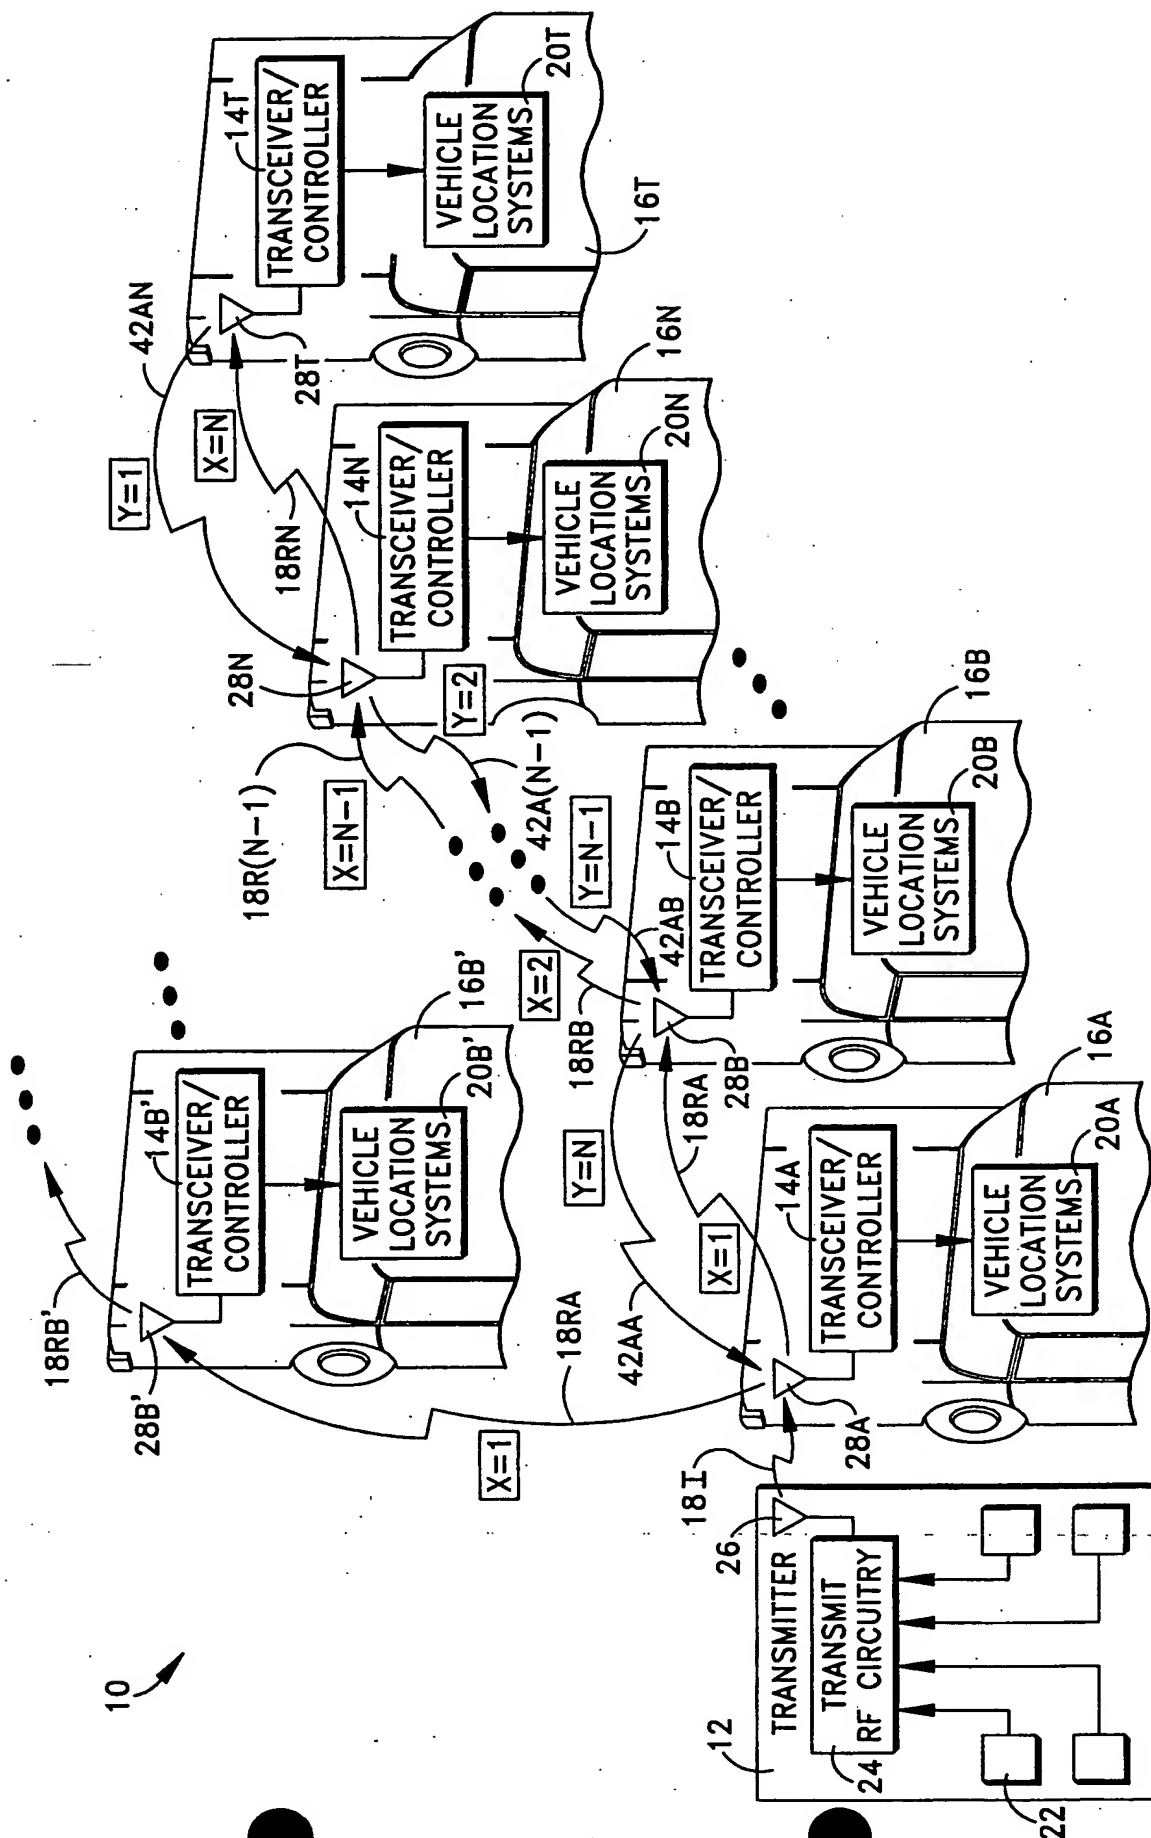 10
12
TRANSMITTER
26
18I
TRANSMIT
RF CIRCUITRY
24
22
28A
TRANSCEIVER/
CONTROLLER
14A
VEHICLE
LOCATION
SYSTEMS
20A
16A
X=1
18RA
42AA
Y=N
X=1
18RA
28B'
18RB'
TRANSCEIVER/
CONTROLLER
14B'
VEHICLE
LOCATION
SYSTEMS
20B'
16B'
28B
18RB
X=2
42AB
Y=N-1
TRANSCEIVER/
CONTROLLER
14B
VEHICLE
LOCATION
SYSTEMS
20B
16B
18R(N-1)
X=N-1
42A(N-1)
Y=2
28N
TRANSCEIVER/
CONTROLLER
14N
VEHICLE
LOCATION
SYSTEMS
20N
16N
18RN
X=N
Y=1
42AN
28T
TRANSCEIVER/
CONTROLLER
14T
VEHICLE
LOCATION
SYSTEMS
20T
16T